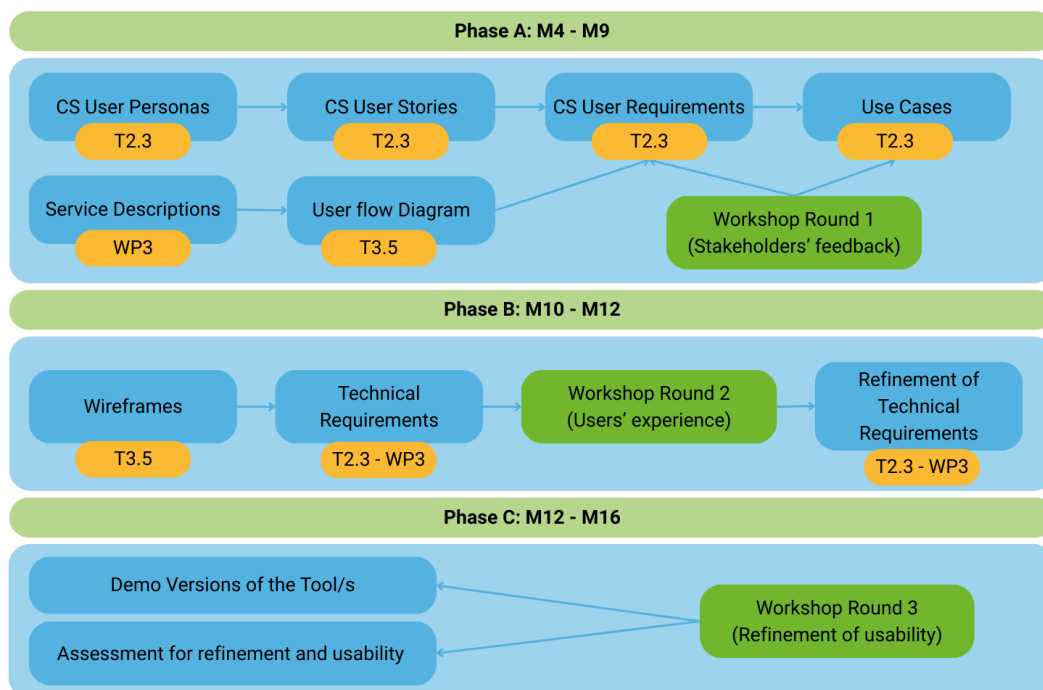 Phase A: M4 - M9
CS User Personas
T2.3
CS User Stories
T2.3
CS User Requirements
T2.3
Use Cases
T2.3
Service Descriptions
WP3
User flow Diagram
T3.5
Workshop Round 1
(Stakeholders’ feedback)
Phase B: M10 - M12
Wireframes
T3.5
Technical
Requirements
T2.3 - WP3
Workshop Round 2
(Users’ experience)
Refinement of
Technical
Requirements
T2.3 - WP3
Phase C: M12 - M16
Demo Versions of the Tool/s
Assessment for refinement and usability
Workshop Round 3
(Refinement of usability)